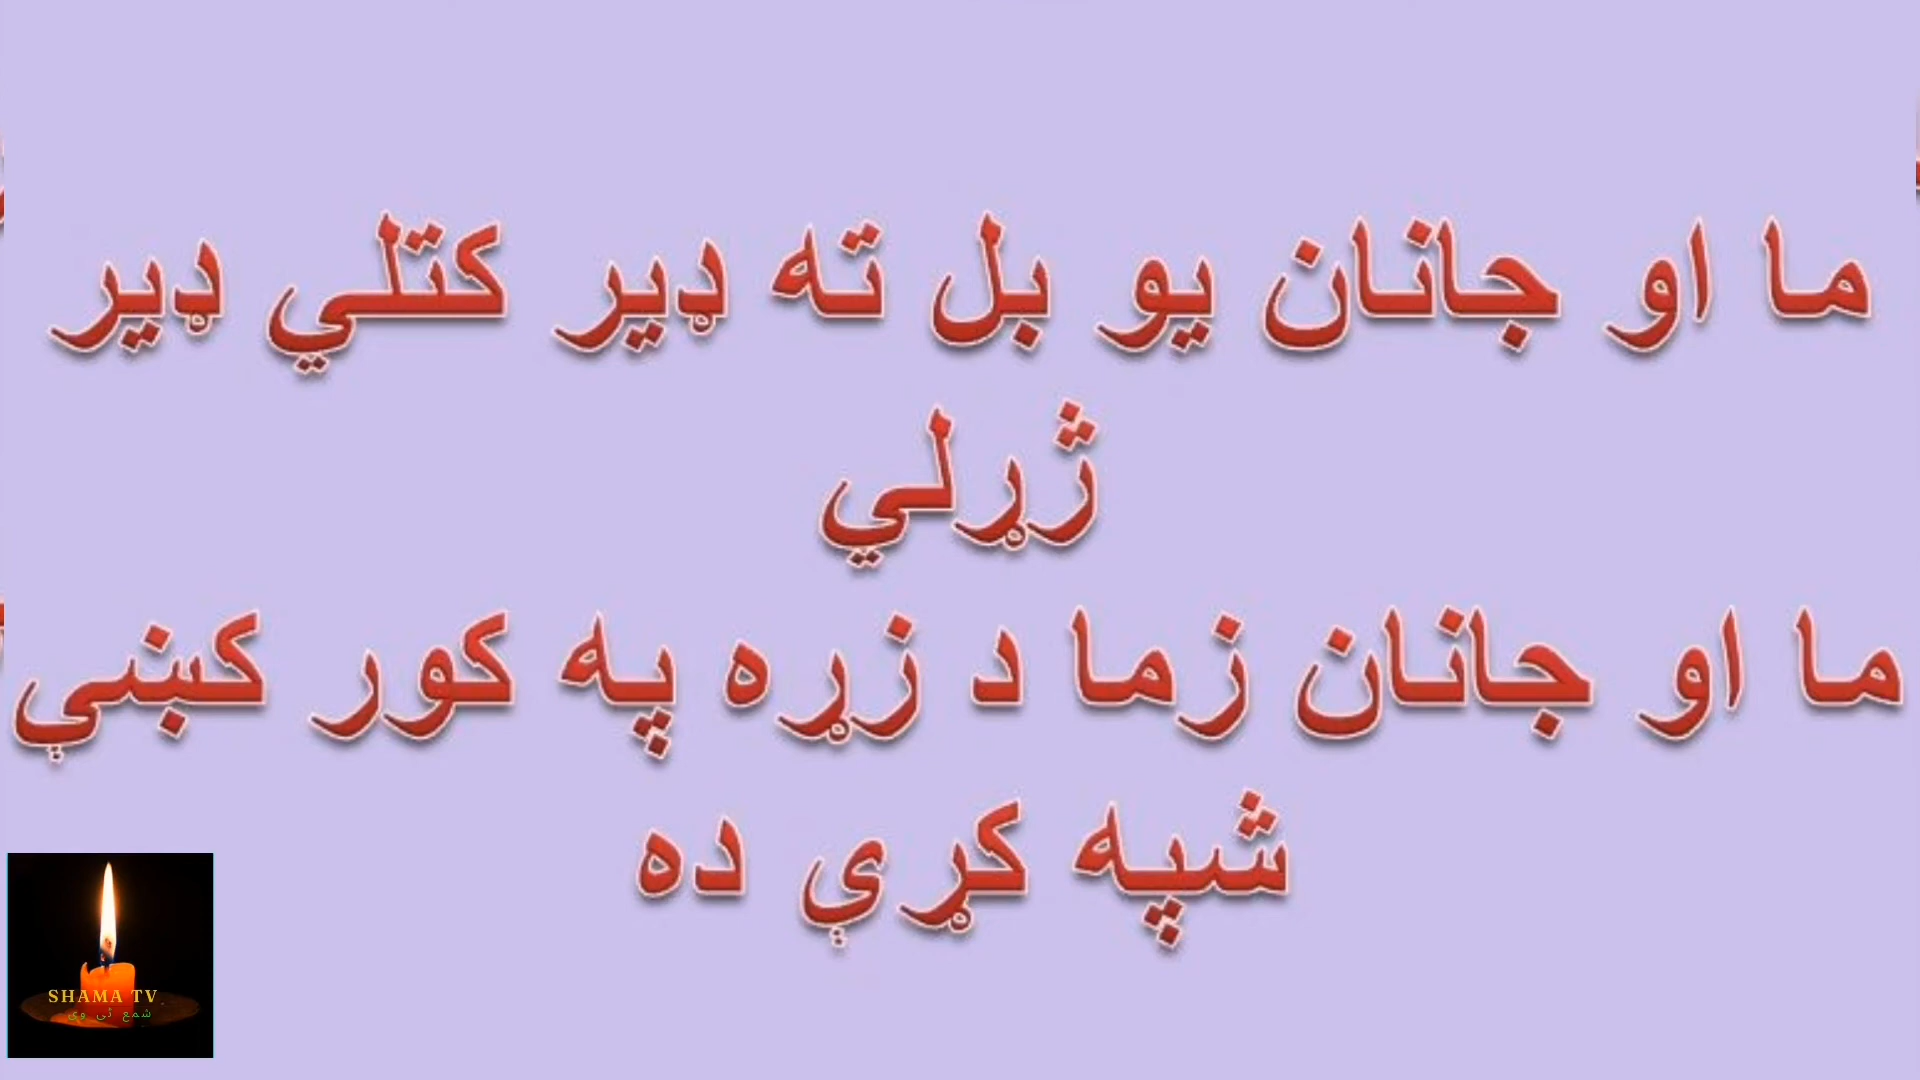 ما او جانان يو بل ته ډير کتلي ډير
ژړلي
ما او جانان زما د زړه په کور کښې
شپه کړې ده
SHAMA TV
شمع ٹی وی